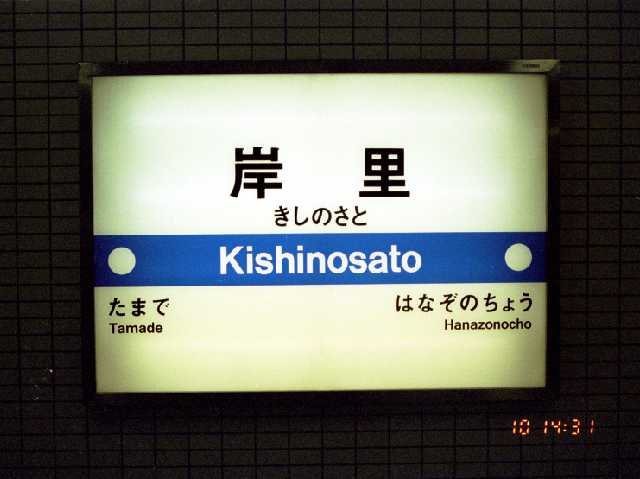 岸 里
きしのさと
Kishinosato
たまで はなぞのちょう
Tamade Hanazonocho
10 14:31